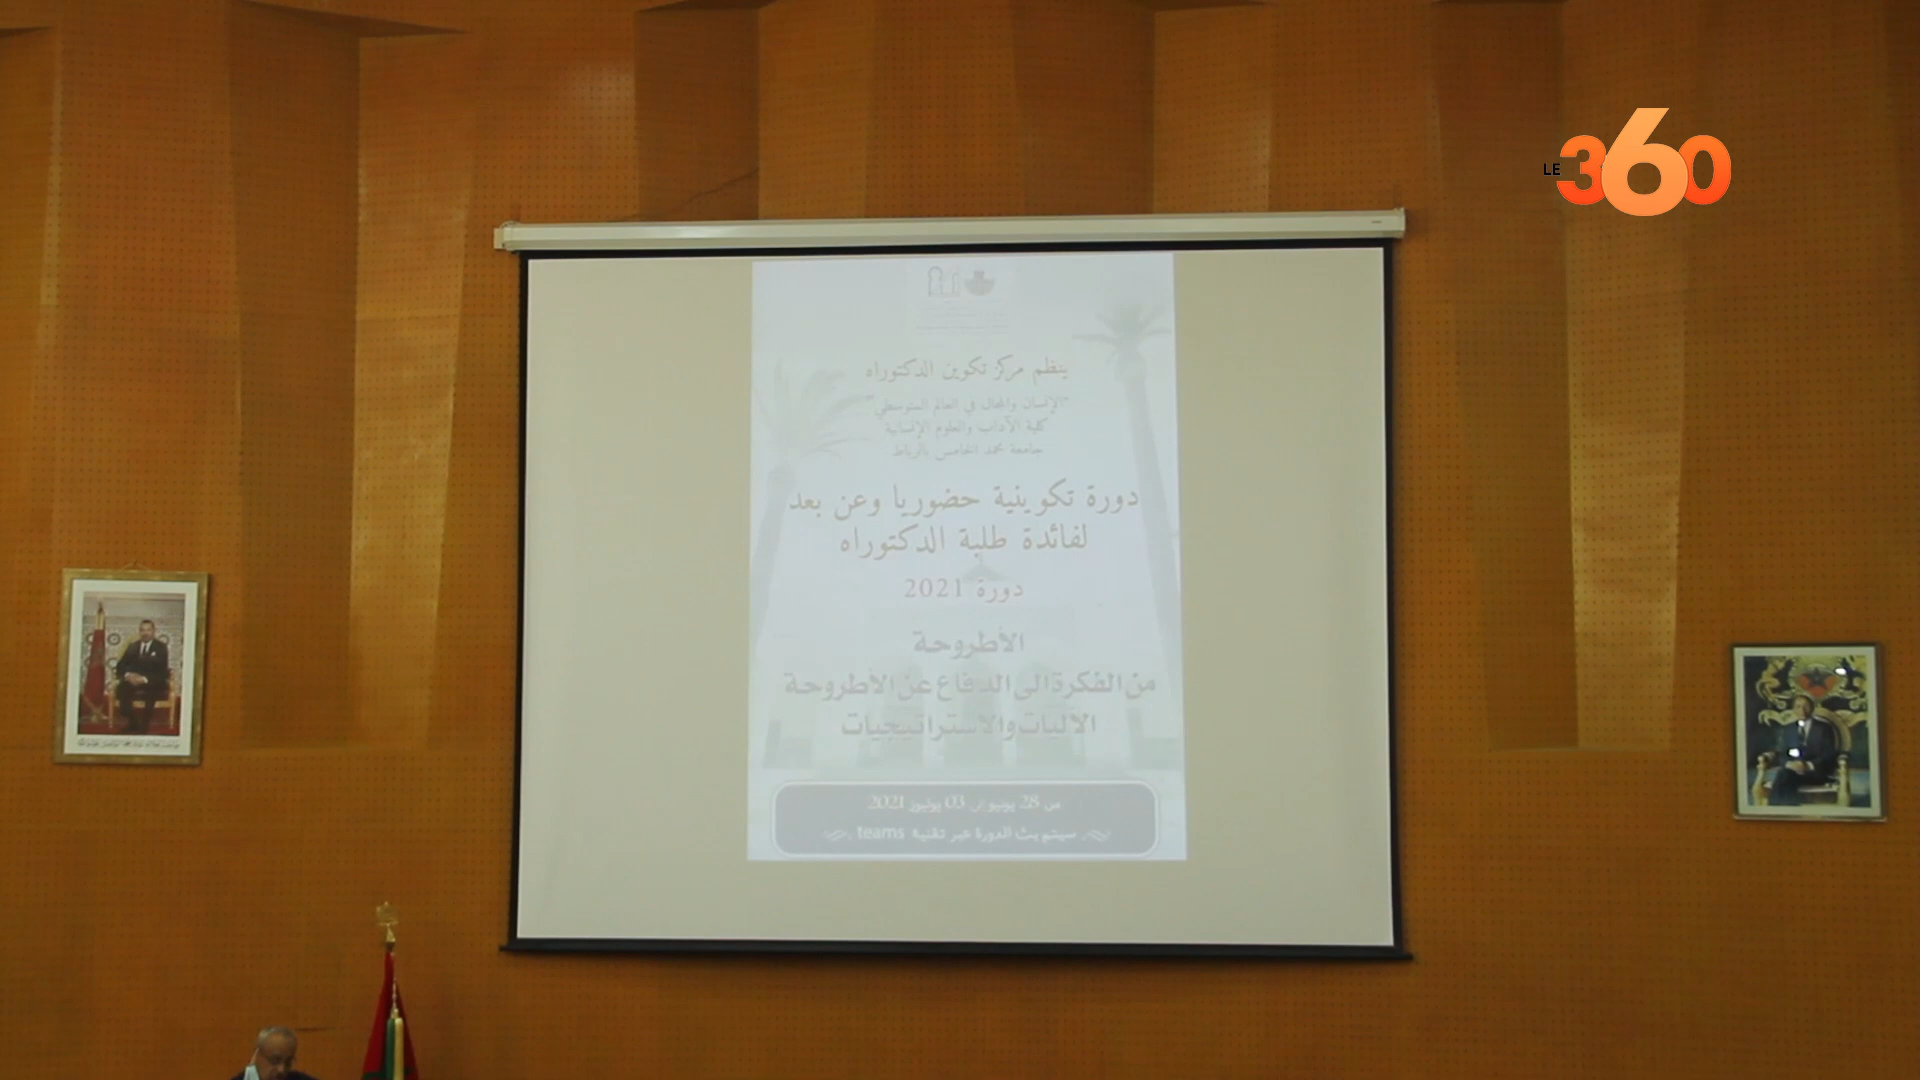 LE 360
ينظم مركز تكوين الدكتوراه
"الإنسان والمجال في العالم المتوسطي"
كلية الآداب والعلوم الإنسانية
جامعة محمد الخامس بالرباط
دورة تكوينية حضوريا وعن بعد
لفائدة طلبة الدكتوراه
دورة 2021
الأطروحة
من الفكرة إلى الدفاع عن الأطروحة
الآليات والاستراتيجيات
من 28 يونيو إلى 03 يوليوز 2021
سيتم بث الدورة عبر تقنية teams